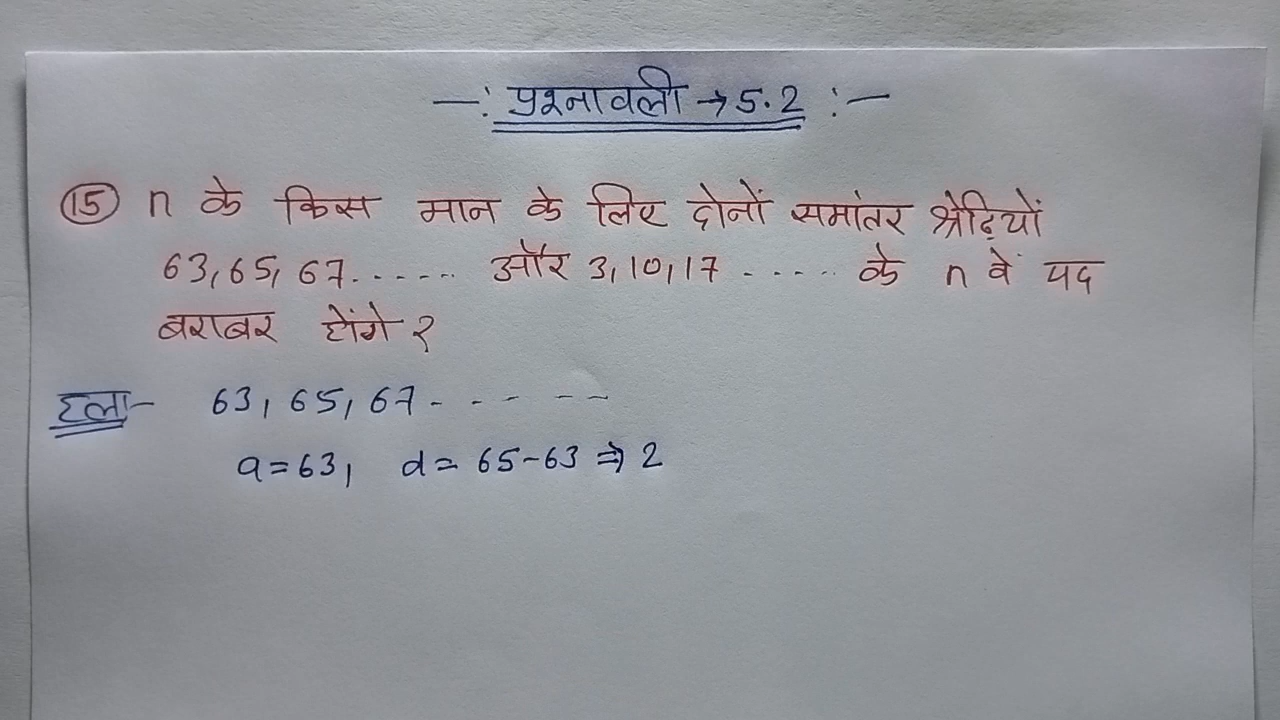 -: प्रश्नावली → 5.2 :-
(15) n के किस मान के लिए दोनों समांतर श्रेढ़ियों
63, 65, 67. ..... और 3, 10, 17 ..... के n वें पद
बराबर होंगे ?
हल:- 63, 65, 67. - - - - -
a = 63, d = 65-63 ⇒ 2